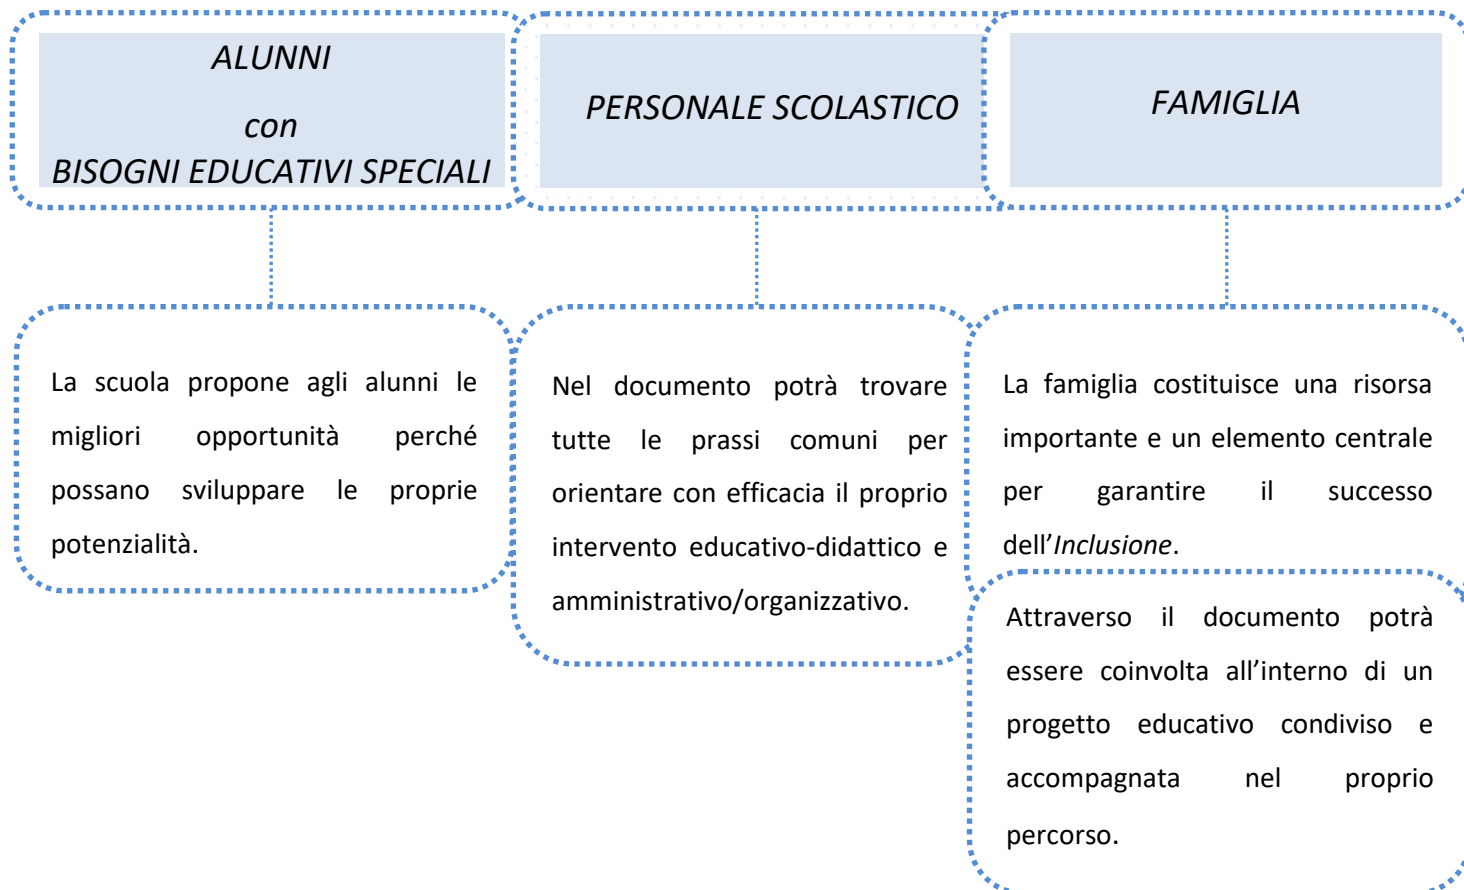 ALUNNI
con
BISOGNI EDUCATIVI SPECIALI
PERSONALE SCOLASTICO
FAMIGLIA
La scuola propone agli alunni le
migliori opportunità perché
possano sviluppare le proprie
potenzialità.
Nel documento potrà trovare
tutte le prassi comuni per
orientare con efficacia il proprio
intervento educativo-didattico e
amministrativo/organizzativo.
La famiglia costituisce una risorsa
importante e un elemento centrale
per garantire il successo
dell’Inclusione.
Attraverso il documento potrà
essere coinvolta all’interno di un
progetto educativo condiviso e
accompagnata nel proprio
percorso.